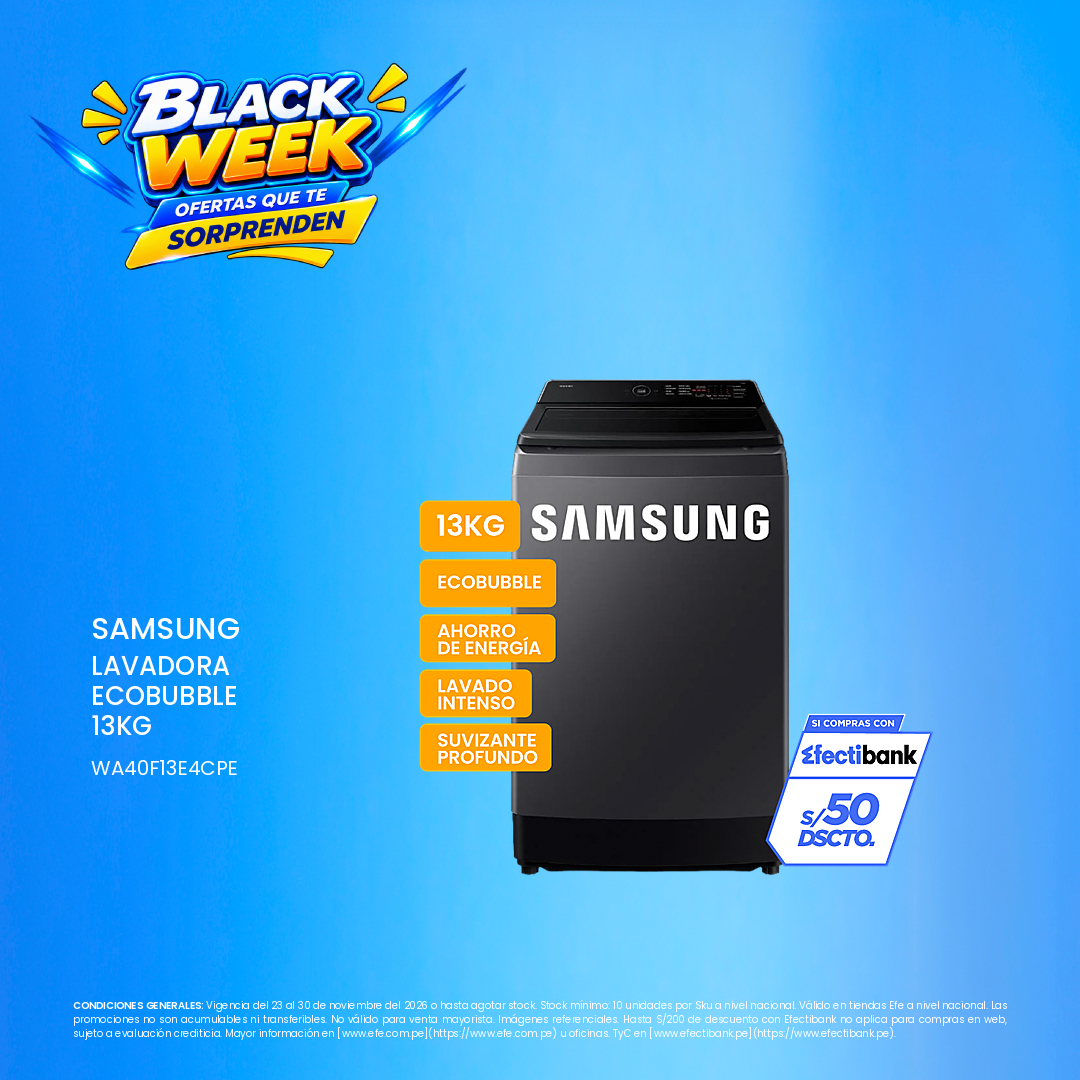 BLACK
WEEK
OFERTAS QUE TE
SORPRENDEN
13KG
SAMSUNG
ECOBUBBLE
AHORRO
DE ENERGÍA
LAVADO
INTENSO
SUVIZANTE
PROFUNDO
SAMSUNG
LAVADORA
ECOBUBBLE
13KG
WA40F13E4CPE
SI COMPRAS CON
Efectibank
S/50
DSCTO.
CONDICIONES GENERALES: Vigencia del 23 al 30 de noviembre del 2026 o hasta agotar stock. Stock mínimo: 10 unidades por Sku a nivel nacional. Válido en tiendas Efe a nivel nacional. Las
promociones no son acumulables ni transferibles. No válido para venta mayorista. Imágenes referenciales. Hasta S/200 de descuento con Efectibank no aplica para compras en web,
sujeto a evaluación crediticia. Mayor información en [www.efe.com.pe](https://www.efe.com.pe) u oficinas. TyC en [www.efectibank.pe](https://www.efectibank.pe).